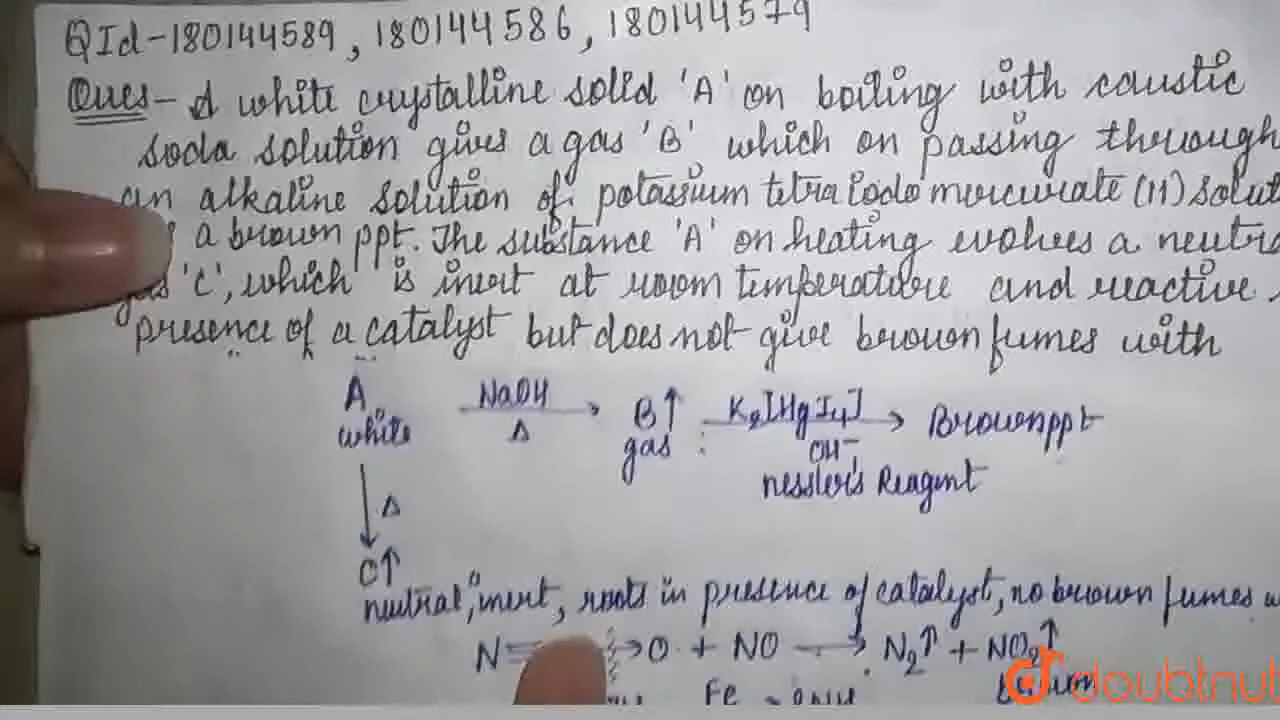 QId-180144589, 180144586, 180144579
Ques- A white crystalline solid 'A' on boiling with caustic
soda solution gives a gas 'B' which on passing through
an alkaline solution of potassium tetraiodomercurate (II) solut
a brown ppt. The substance 'A' on heating evolves a neutra
gas 'C', which is inert at room temperature and reactive
presence of a catalyst but does not give brown fumes with
A NaOH B↑ K2[HgI4] Brown ppt
white Δ gas OH-
nessler's Reagent
Δ
C↑
neutral, inert, in presence of catalyst, no brown fumes w
N≡ →O + NO → N2↑ + NO2↑
Fe
doubtnut